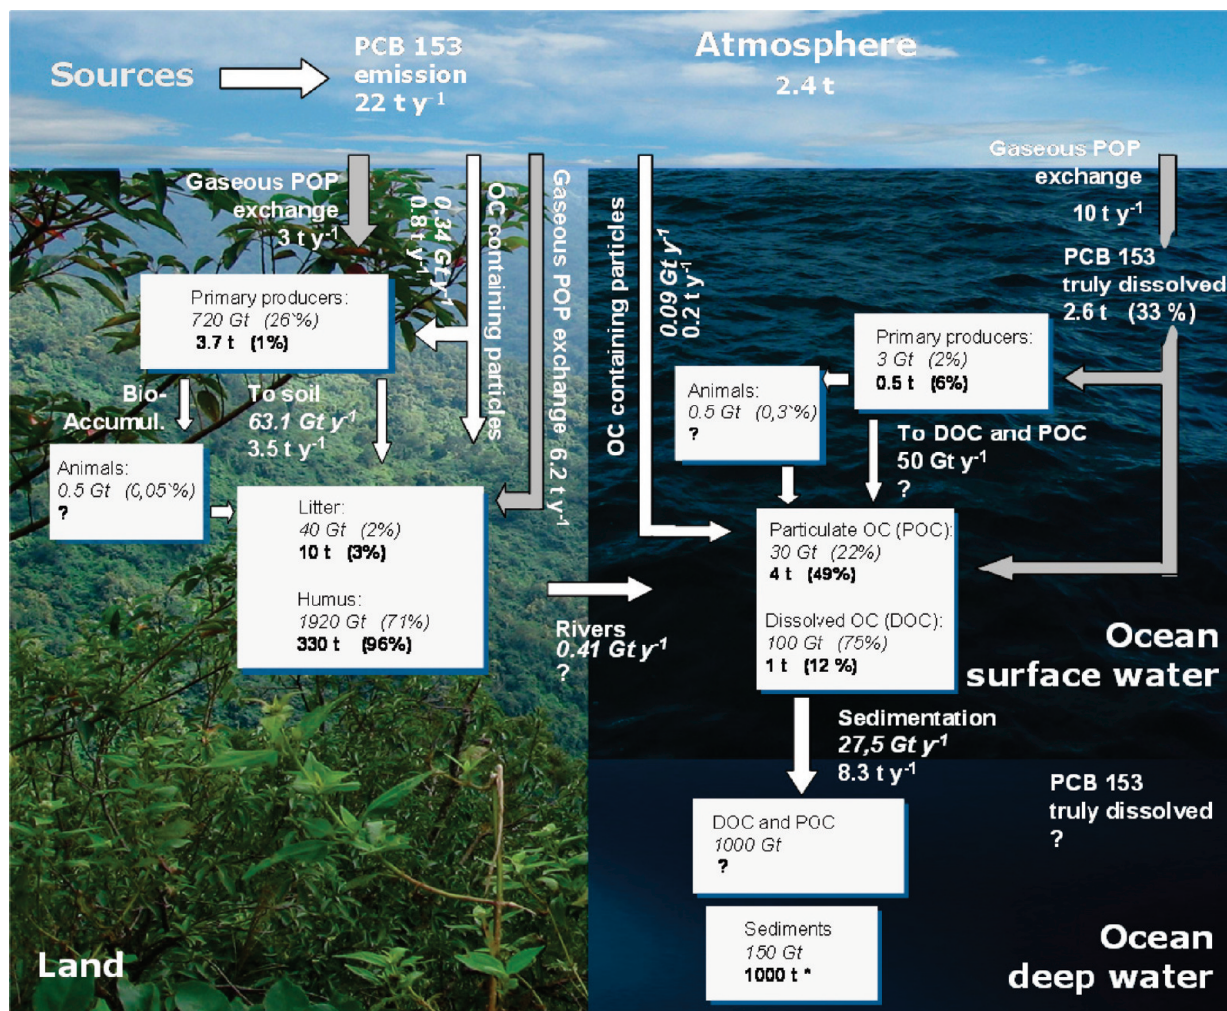 Sources
PCB 153
emission
22 t y⁻¹
Atmosphere
2.4 t
Gaseous POP
exchange
3 t y⁻¹
0.34 Gt y⁻¹
0.8 t y⁻¹
OC containing particles
Gaseous POP exchange 6.2 t y⁻¹
Primary producers:
720 Gt (26`%)
3.7 t (1%)
Bio-
Accumul.
To soil
63.1 Gt y⁻¹
3.5 t y⁻¹
Animals:
0.5 Gt (0,05`%)
?
Litter:
40 Gt (2%)
10 t (3%)
Humus:
1920 Gt (71%)
330 t (96%)
Rivers
0.41 Gt y⁻¹
?
Land
OC containing particles
0.09 Gt y⁻¹
0.2 t y⁻¹
Gaseous POP
exchange
10 t y⁻¹
PCB 153
truly dissolved
2.6 t (33 %)
Primary producers:
3 Gt (2%)
0.5 t (6%)
Animals:
0.5 Gt (0,3`%)
?
To DOC and POC
50 Gt y⁻¹
?
Particulate OC (POC):
30 Gt (22%)
4 t (49%)
Dissolved OC (DOC):
100 Gt (75%)
1 t (12 %)
Ocean
surface water
Sedimentation
27,5 Gt y⁻¹
8.3 t y⁻¹
PCB 153
truly dissolved
?
DOC and POC
1000 Gt
?
Sediments
150 Gt
1000 t *
Ocean
deep water